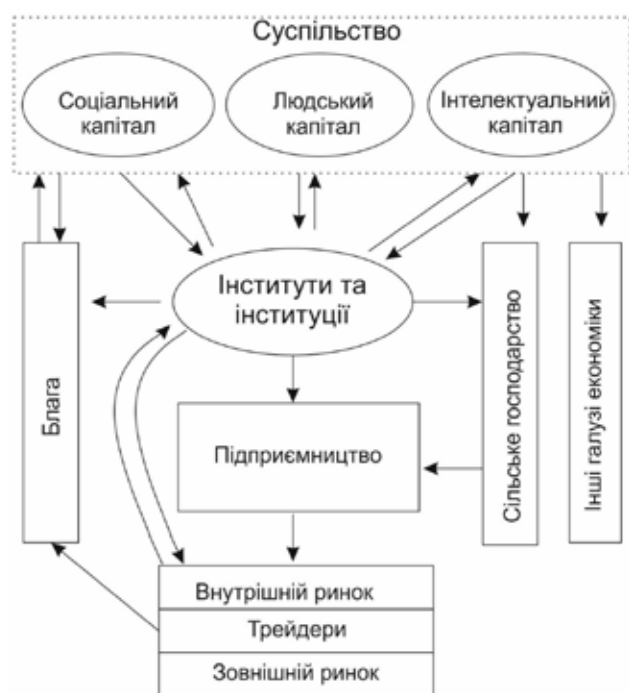 Суспільство
Соціальний
капітал
Людський
капітал
Інтелектуальний
капітал
Інститути та
інституції
Блага
Підприємництво
Сільське господарство
Інші галузі економіки
Внутрішній ринок
Трейдери
Зовнішній ринок